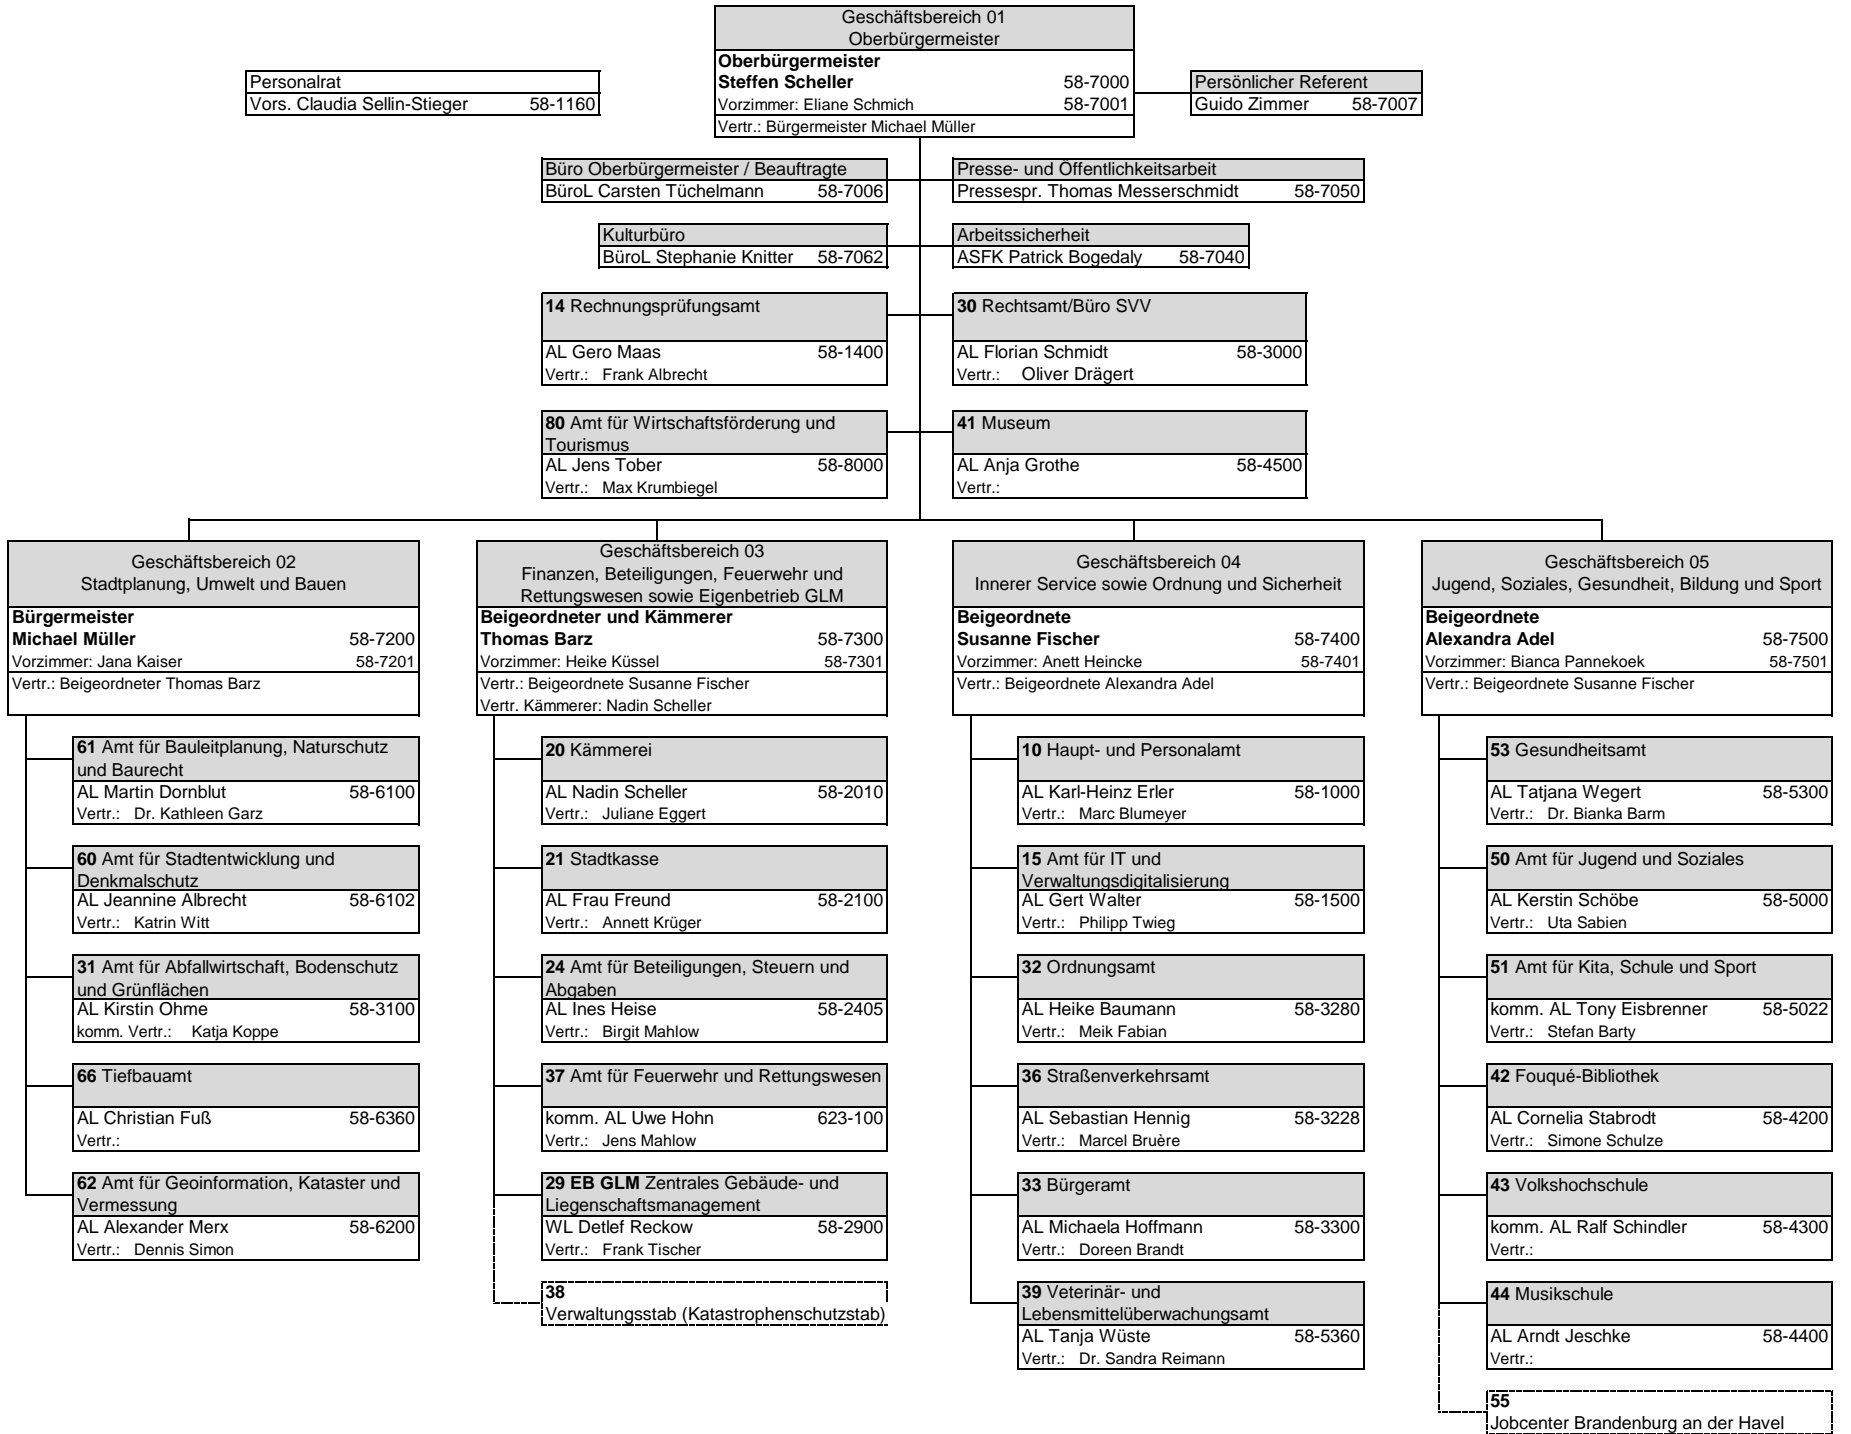 Geschäftsbereich 01
Oberbürgermeister
Oberbürgermeister
Steffen Scheller 58-7000
Vorzimmer: Eliane Schmich 58-7001
Vertr.: Bürgermeister Michael Müller
Personalrat
Vors. Claudia Sellin-Stieger 58-1160
Persönlicher Referent
Guido Zimmer 58-7007
Büro Oberbürgermeister / Beauftragte
BüroL Carsten Tüchelmann 58-7006
Presse- und Öffentlichkeitsarbeit
Pressespr. Thomas Messerschmidt 58-7050
Kulturbüro
BüroL Stephanie Knitter 58-7062
Arbeitssicherheit
ASFK Patrick Bogedaly 58-7040
14 Rechnungsprüfungsamt
AL Gero Maas 58-1400
Vertr.: Frank Albrecht
30 Rechtsamt/Büro SVV
AL Florian Schmidt 58-3000
Vertr.: Oliver Drägert
80 Amt für Wirtschaftsförderung und
Tourismus
AL Jens Tober 58-8000
Vertr.: Max Krumbiegel
41 Museum
AL Anja Grothe 58-4500
Vertr.:
Geschäftsbereich 02
Stadtplanung, Umwelt und Bauen
Bürgermeister
Michael Müller 58-7200
Vorzimmer: Jana Kaiser 58-7201
Vertr.: Beigeordneter Thomas Barz
61 Amt für Bauleitplanung, Naturschutz
und Baurecht
AL Martin Dornblut 58-6100
Vertr.: Dr. Kathleen Garz
60 Amt für Stadtentwicklung und
Denkmalschutz
AL Jeannine Albrecht 58-6102
Vertr.: Katrin Witt
31 Amt für Abfallwirtschaft, Bodenschutz
und Grünflächen
AL Kirstin Ohme 58-3100
komm. Vertr.: Katja Koppe
66 Tiefbauamt
AL Christian Fuß 58-6360
Vertr.:
62 Amt für Geoinformation, Kataster und
Vermessung
AL Alexander Merx 58-6200
Vertr.: Dennis Simon
Geschäftsbereich 03
Finanzen, Beteiligungen, Feuerwehr und
Rettungswesen sowie Eigenbetrieb GLM
Beigeordneter und Kämmerer
Thomas Barz 58-7300
Vorzimmer: Heike Küssel 58-7301
Vertr.: Beigeordnete Susanne Fischer
Vertr. Kämmerer: Nadin Scheller
20 Kämmerei
AL Nadin Scheller 58-2010
Vertr.: Juliane Eggert
21 Stadtkasse
AL Frau Freund 58-2100
Vertr.: Annett Krüger
24 Amt für Beteiligungen, Steuern und
Abgaben
AL Ines Heise 58-2405
Vertr.: Birgit Mahlow
37 Amt für Feuerwehr und Rettungswesen
komm. AL Uwe Hohn 623-100
Vertr.: Jens Mahlow
29 EB GLM Zentrales Gebäude- und
Liegenschaftsmanagement
WL Detlef Reckow 58-2900
Vertr.: Frank Tischer
38
Verwaltungsstab (Katastrophenschutzstab)
Geschäftsbereich 04
Innerer Service sowie Ordnung und Sicherheit
Beigeordnete
Susanne Fischer 58-7400
Vorzimmer: Anett Heincke 58-7401
Vertr.: Beigeordnete Alexandra Adel
10 Haupt- und Personalamt
AL Karl-Heinz Erler 58-1000
Vertr.: Marc Blumeyer
15 Amt für IT und
Verwaltungsdigitalisierung
AL Gert Walter 58-1500
Vertr.: Philipp Twieg
32 Ordnungsamt
AL Heike Baumann 58-3280
Vertr.: Meik Fabian
36 Straßenverkehrsamt
AL Sebastian Hennig 58-3228
Vertr.: Marcel Bruère
33 Bürgeramt
AL Michaela Hoffmann 58-3300
Vertr.: Doreen Brandt
39 Veterinär- und
Lebensmittelüberwachungsamt
AL Tanja Wüste 58-5360
Vertr.: Dr. Sandra Reimann
Geschäftsbereich 05
Jugend, Soziales, Gesundheit, Bildung und Sport
Beigeordnete
Alexandra Adel 58-7500
Vorzimmer: Bianca Pannekoek 58-7501
Vertr.: Beigeordnete Susanne Fischer
53 Gesundheitsamt
AL Tatjana Wegert 58-5300
Vertr.: Dr. Bianka Barm
50 Amt für Jugend und Soziales
AL Kerstin Schöbe 58-5000
Vertr.: Uta Sabien
51 Amt für Kita, Schule und Sport
komm. AL Tony Eisbrenner 58-5022
Vertr.: Stefan Barty
42 Fouqué-Bibliothek
AL Cornelia Stabrodt 58-4200
Vertr.: Simone Schulze
43 Volkshochschule
komm. AL Ralf Schindler 58-4300
Vertr.:
44 Musikschule
AL Arndt Jeschke 58-4400
Vertr.:
55
Jobcenter Brandenburg an der Havel